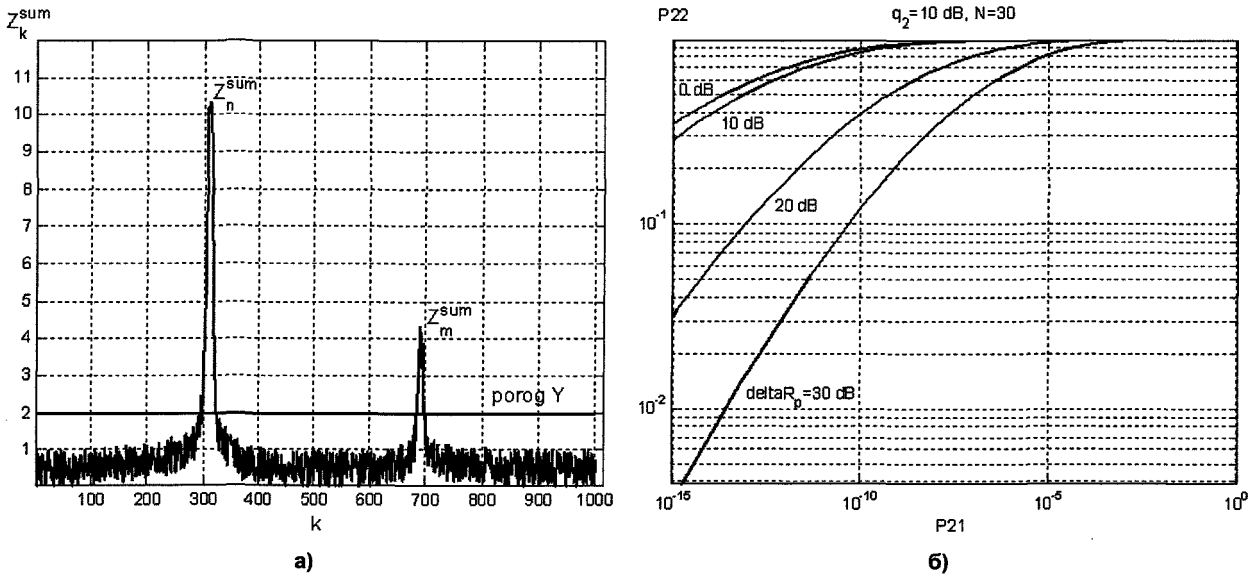 Z_k^sum
11
10
9
8
7
6
5
4
3
2
1
Z_n^sum
Z_m^sum
porog Y
100 200 300 400 500 600 700 800 900 1000
k
а)
P22
q_2=10 dB, N=30
0 dB
10 dB
20 dB
deltaR_p=30 dB
10^-1
10^-2
10^-15 10^-10 10^-5 10^0
P21
б)